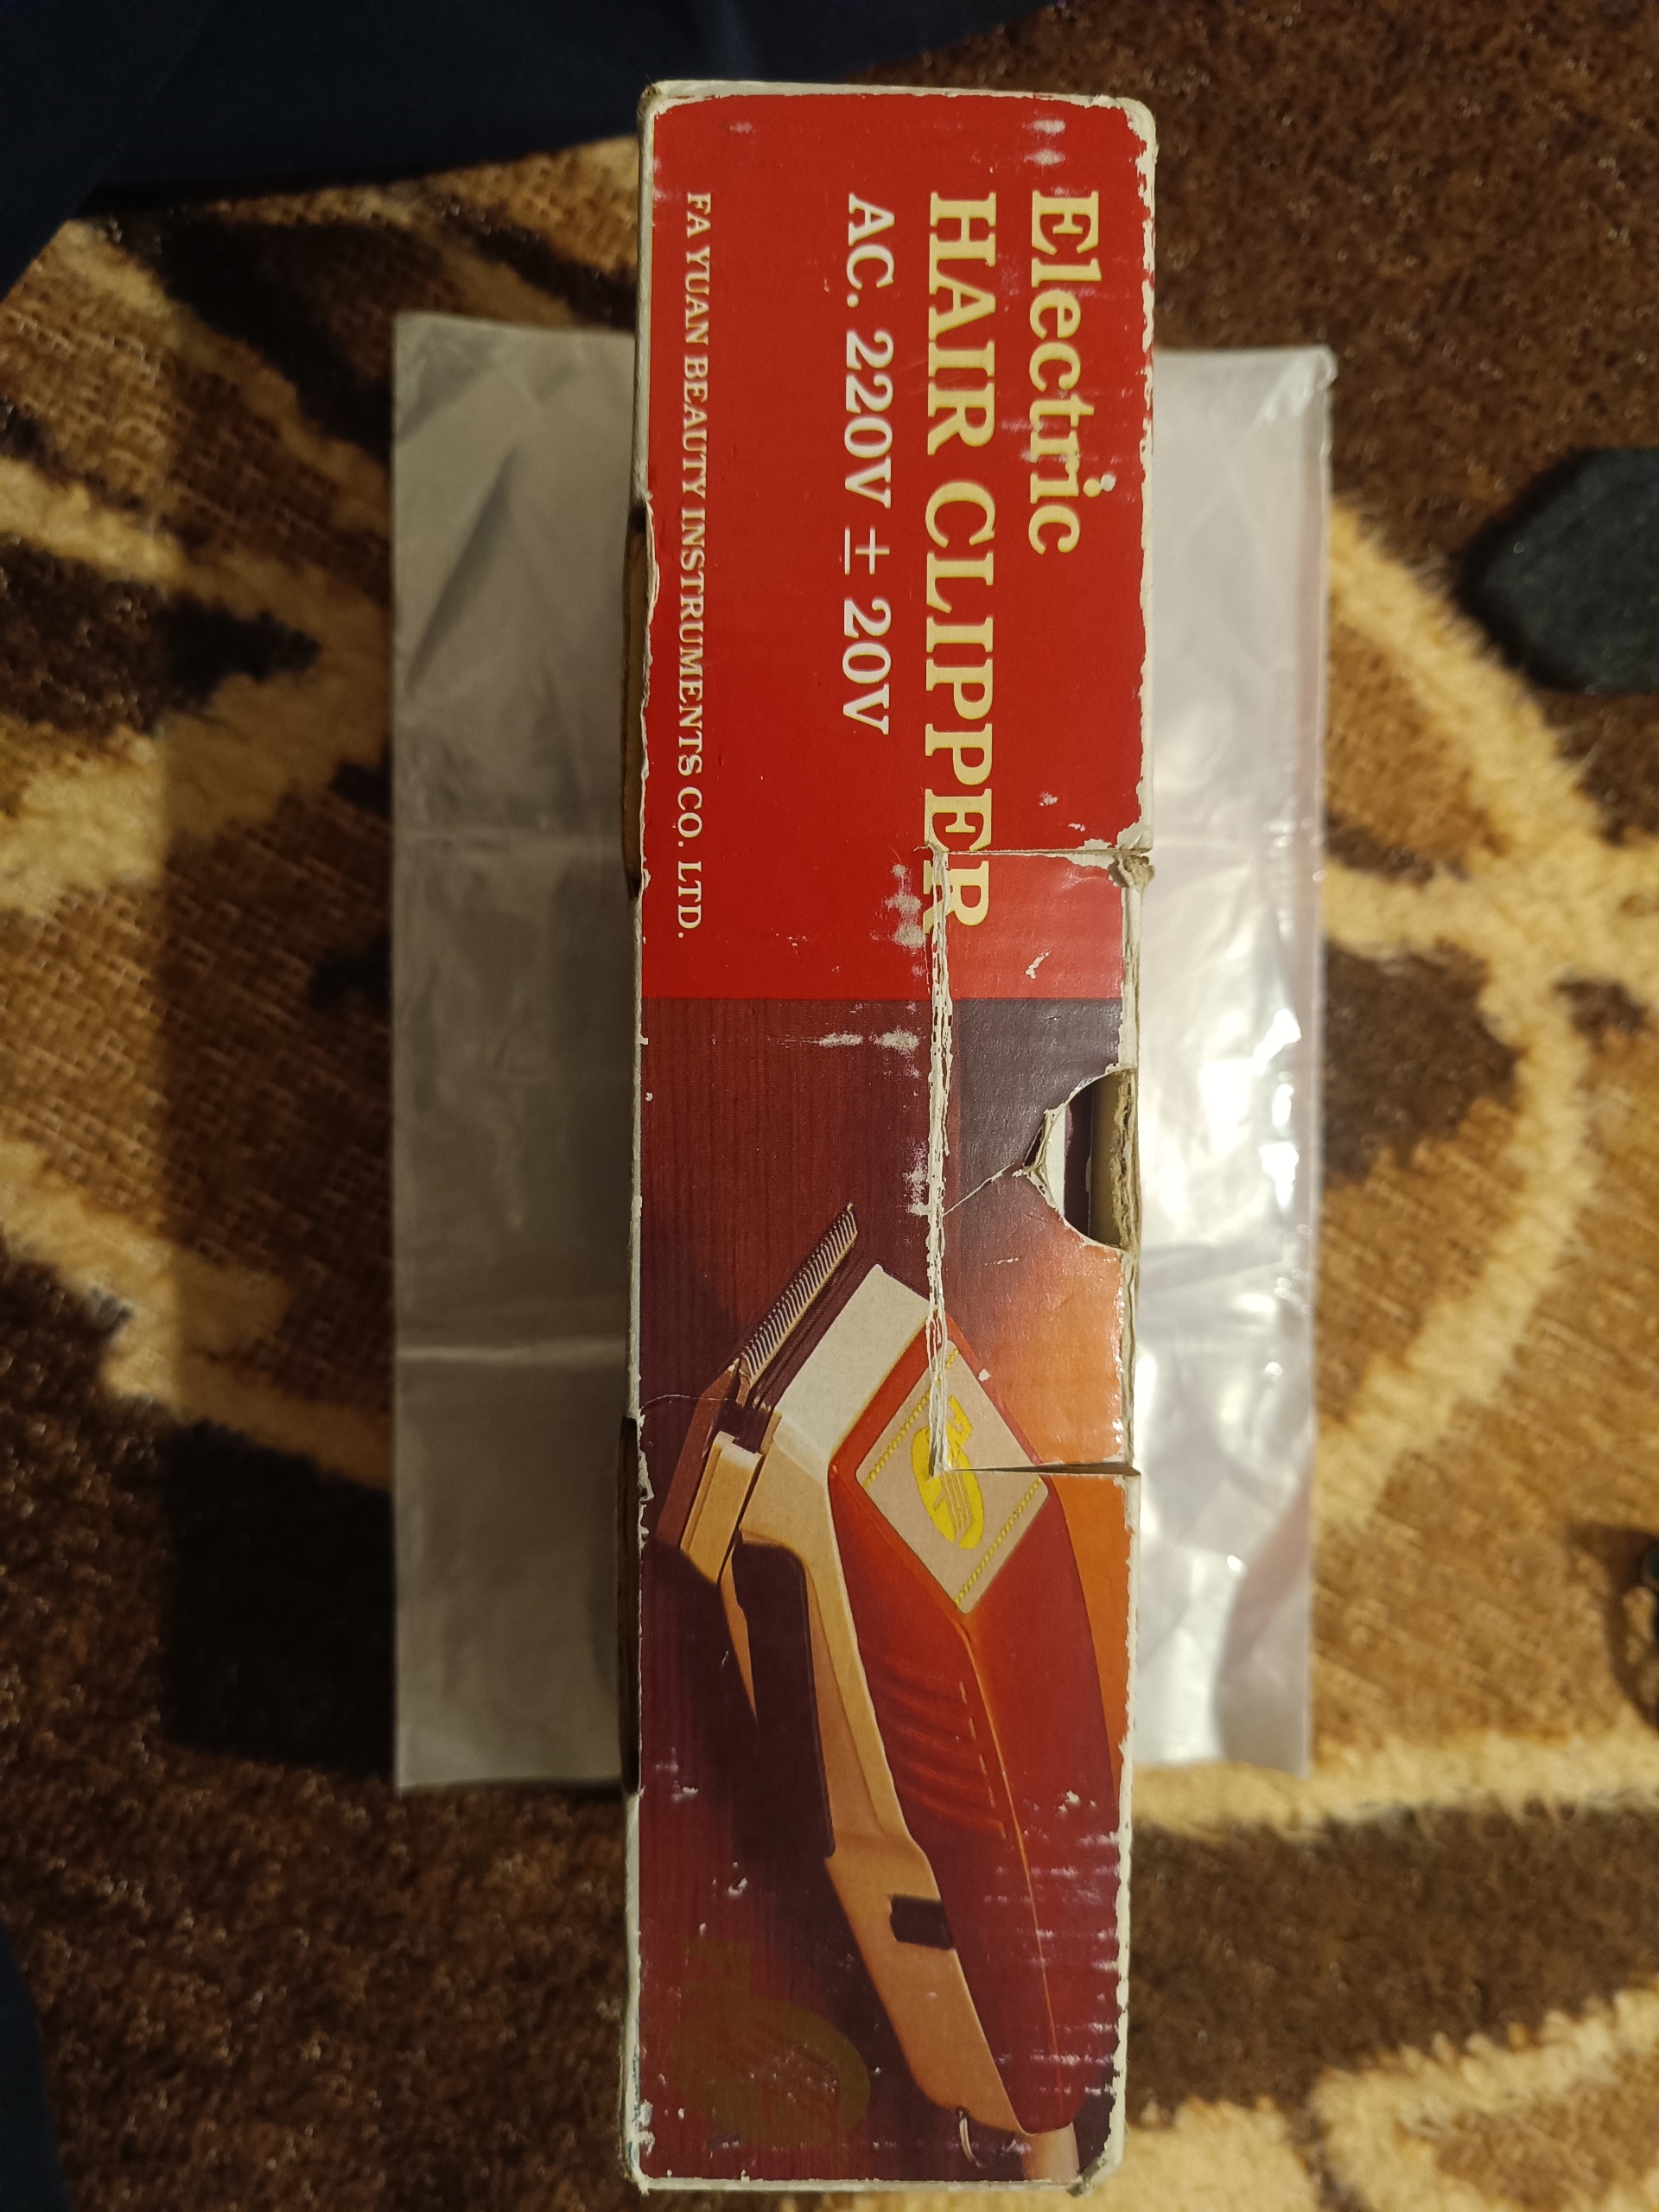 Electric
HAIR CLIPPER
AC. 220V ± 20V
FA YUAN BEAUTY INSTRUMENTS CO. LTD.